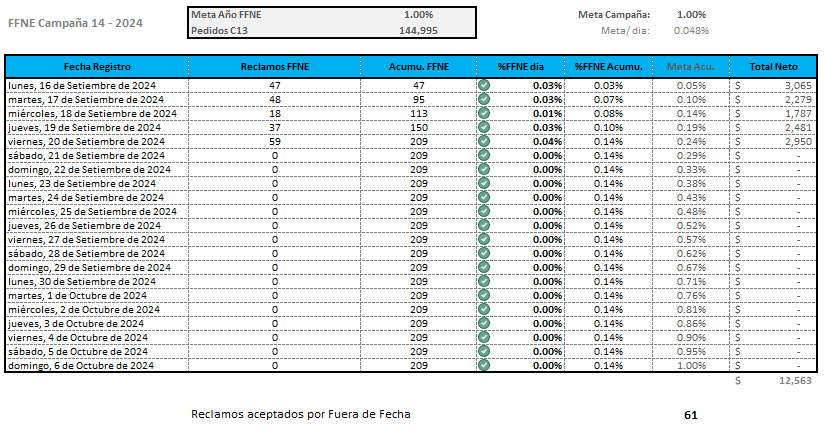 FFNE Campaña 14 - 2024
Meta Año FFNE 1.00%
Pedidos C13 144,995
Meta Campaña: 1.00%
Meta/ dia: 0.048%
Fecha Registro Reclamos FFNE Acumu. FFNE %FFNE dia %FFNE Acumu. Meta Acu. Total Neto
lunes, 16 de Setiembre de 2024 47 47 0.03% 0.03% 0.05% $ 3,065
martes, 17 de Setiembre de 2024 48 95 0.03% 0.07% 0.10% $ 2,279
miércoles, 18 de Setiembre de 2024 18 113 0.01% 0.08% 0.14% $ 1,787
jueves, 19 de Setiembre de 2024 37 150 0.03% 0.10% 0.19% $ 2,481
viernes, 20 de Setiembre de 2024 59 209 0.04% 0.14% 0.24% $ 2,950
sábado, 21 de Setiembre de 2024 0 209 0.00% 0.14% 0.29% $ -
domingo, 22 de Setiembre de 2024 0 209 0.00% 0.14% 0.33% $ -
lunes, 23 de Setiembre de 2024 0 209 0.00% 0.14% 0.38% $ -
martes, 24 de Setiembre de 2024 0 209 0.00% 0.14% 0.43% $ -
miércoles, 25 de Setiembre de 2024 0 209 0.00% 0.14% 0.48% $ -
jueves, 26 de Setiembre de 2024 0 209 0.00% 0.14% 0.52% $ -
viernes, 27 de Setiembre de 2024 0 209 0.00% 0.14% 0.57% $ -
sábado, 28 de Setiembre de 2024 0 209 0.00% 0.14% 0.62% $ -
domingo, 29 de Setiembre de 2024 0 209 0.00% 0.14% 0.67% $ -
lunes, 30 de Setiembre de 2024 0 209 0.00% 0.14% 0.71% $ -
martes, 1 de Octubre de 2024 0 209 0.00% 0.14% 0.76% $ -
miércoles, 2 de Octubre de 2024 0 209 0.00% 0.14% 0.81% $ -
jueves, 3 de Octubre de 2024 0 209 0.00% 0.14% 0.86% $ -
viernes, 4 de Octubre de 2024 0 209 0.00% 0.14% 0.90% $ -
sábado, 5 de Octubre de 2024 0 209 0.00% 0.14% 0.95% $ -
domingo, 6 de Octubre de 2024 0 209 0.00% 0.14% 1.00% $ -
$ 12,563
Reclamos aceptados por Fuera de Fecha 61